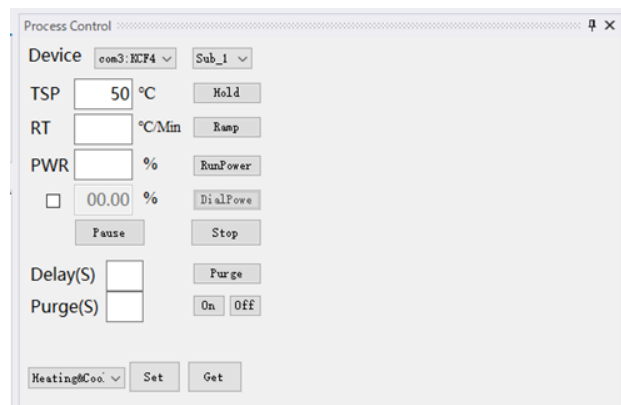 Process Control
Device com3:KCF4 Sub_1
TSP 50 °C Hold
RT °C/Min Ramp
PWR % RunPower
00.00 % DialPowe
Pause Stop
Delay(S) Purge
Purge(S) On Off
Heating&Coo. Set Get